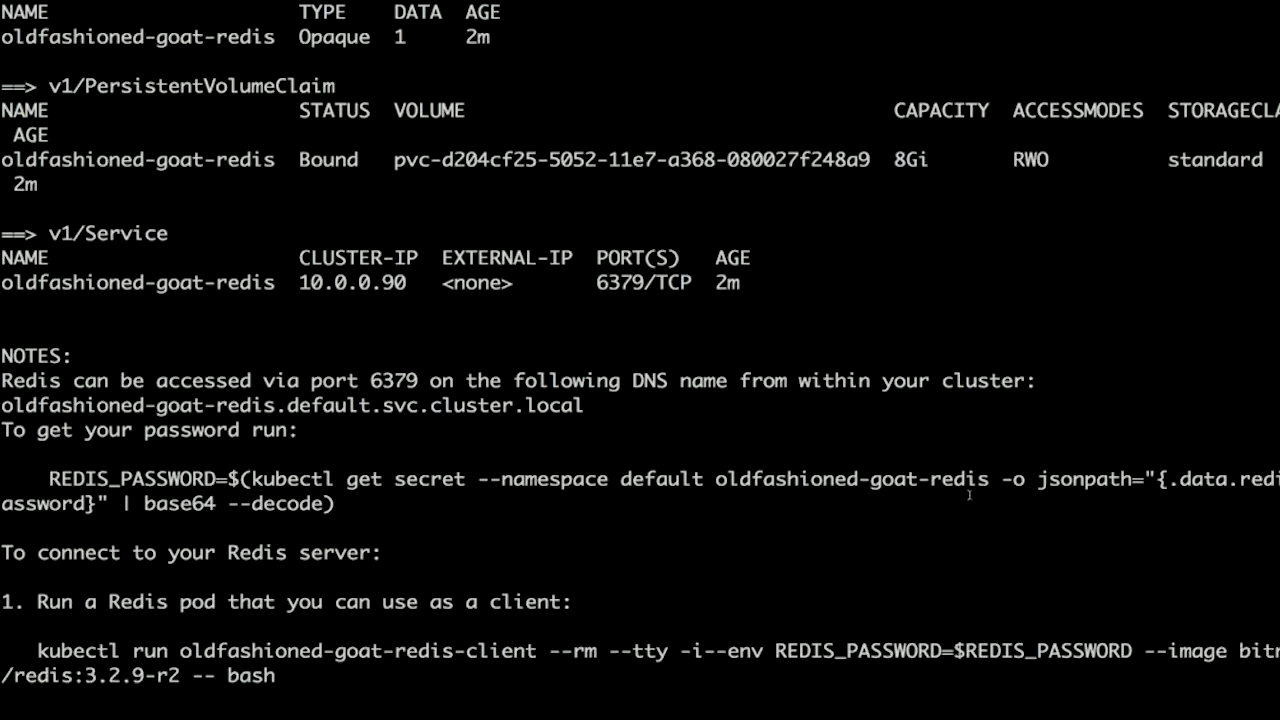 NAME TYPE DATA AGE
oldfashioned-goat-redis Opaque 1 2m
==> v1/PersistentVolumeClaim
NAME STATUS VOLUME CAPACITY ACCESSMODES STORAGECLA
AGE
oldfashioned-goat-redis Bound pvc-d204cf25-5052-11e7-a368-080027f248a9 8Gi RWO standard
2m
==> v1/Service
NAME CLUSTER-IP EXTERNAL-IP PORT(S) AGE
oldfashioned-goat-redis 10.0.0.90 <none> 6379/TCP 2m
NOTES:
Redis can be accessed via port 6379 on the following DNS name from within your cluster:
oldfashioned-goat-redis.default.svc.cluster.local
To get your password run:
REDIS_PASSWORD=$(kubectl get secret --namespace default oldfashioned-goat-redis -o jsonpath="{.data.redi
assword}" | base64 --decode)
To connect to your Redis server:
1. Run a Redis pod that you can use as a client:
kubectl run oldfashioned-goat-redis-client --rm --tty -i--env REDIS_PASSWORD=$REDIS_PASSWORD --image bitn
/redis:3.2.9-r2 -- bash